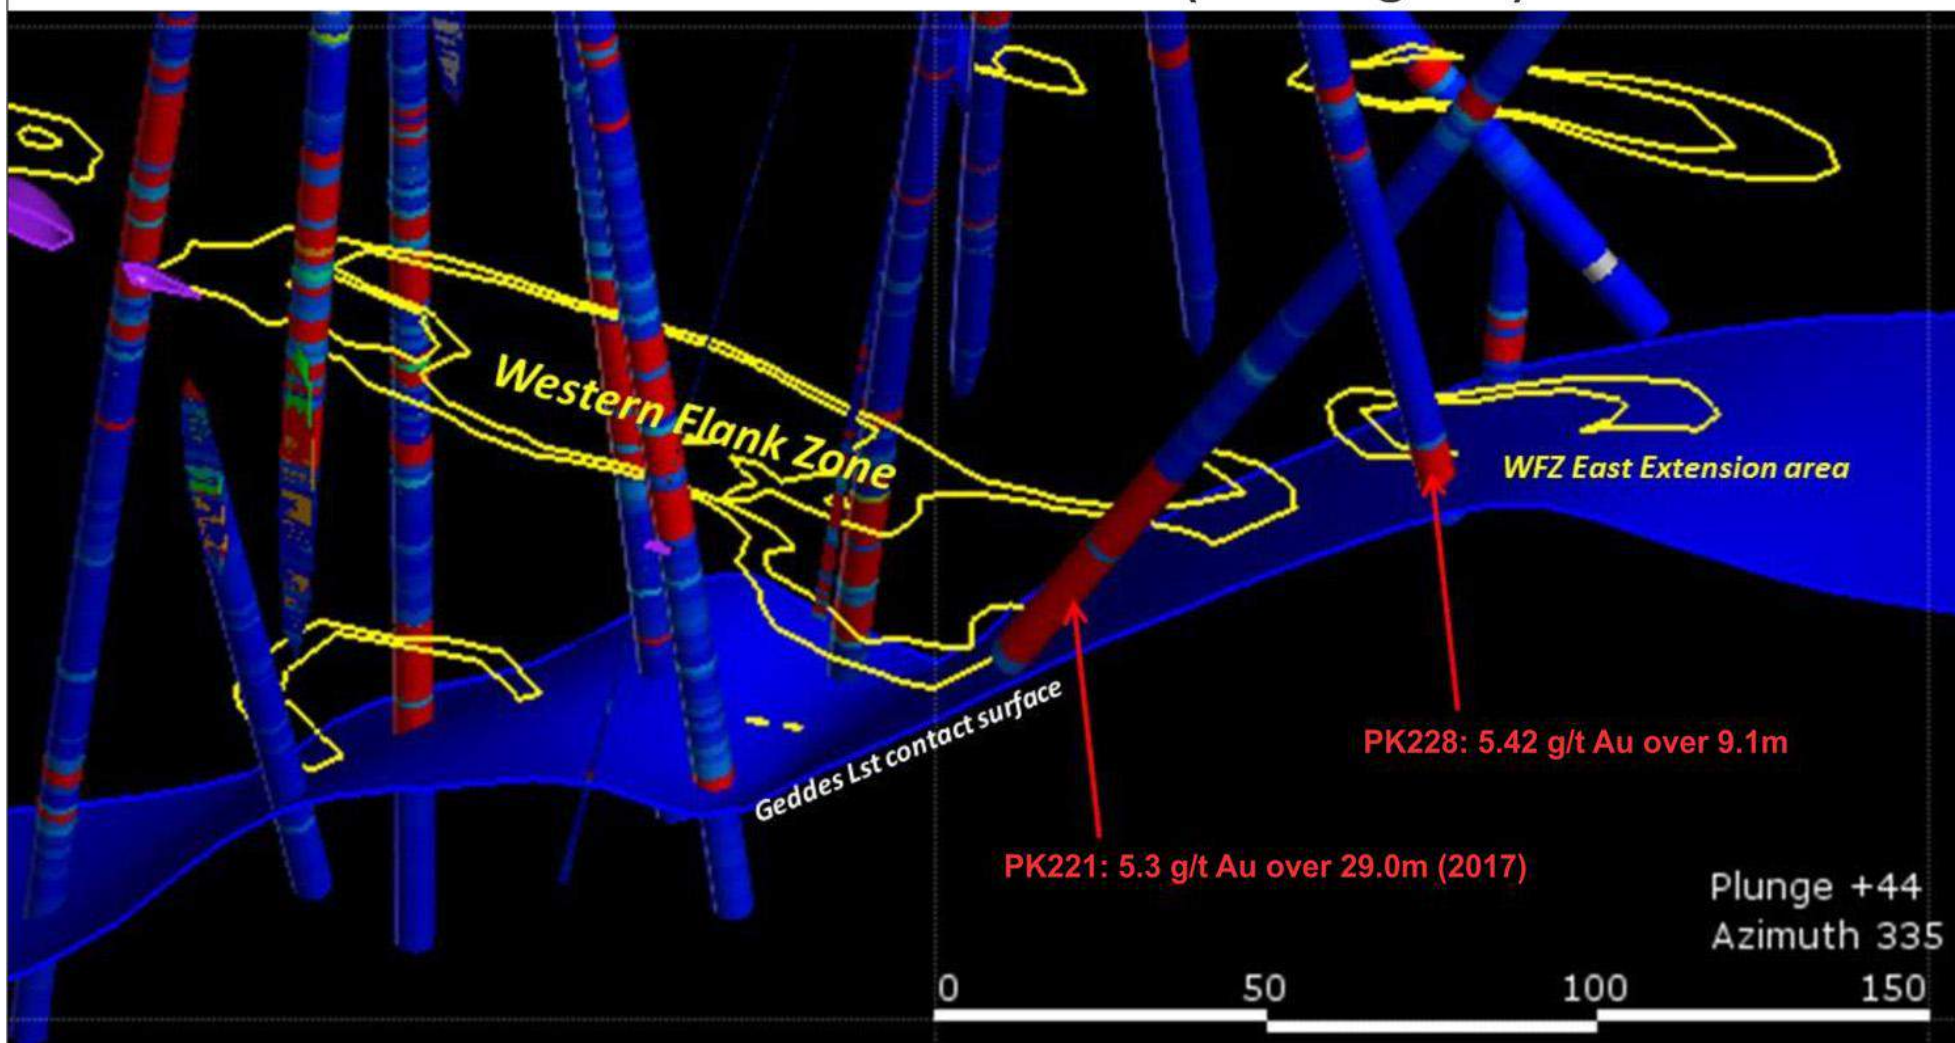 Western Flank Zone
WFZ East Extension area
Geddes Lst contact surface
PK228: 5.42 g/t Au over 9.1m
PK221: 5.3 g/t Au over 29.0m (2017)
Plunge +44
Azimuth 335
0 50 100 150